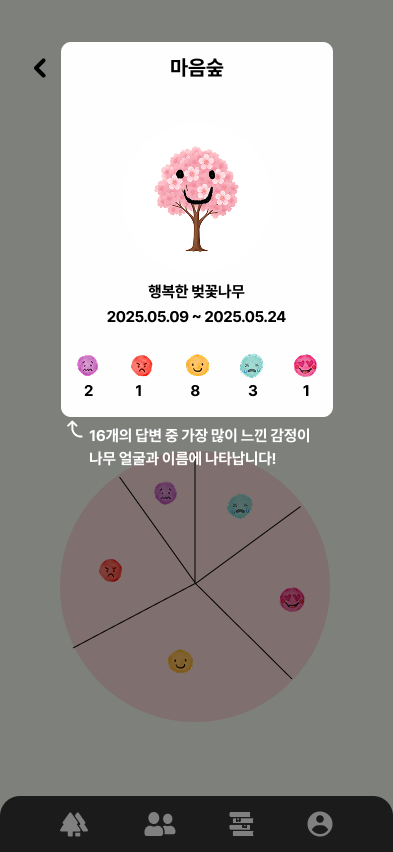 마음숲
행복한 벚꽃나무
2025.05.09 ~ 2025.05.24
2 1 8 3 1
16개의 답변 중 가장 많이 느낀 감정이
나무 얼굴과 이름에 나타납니다!